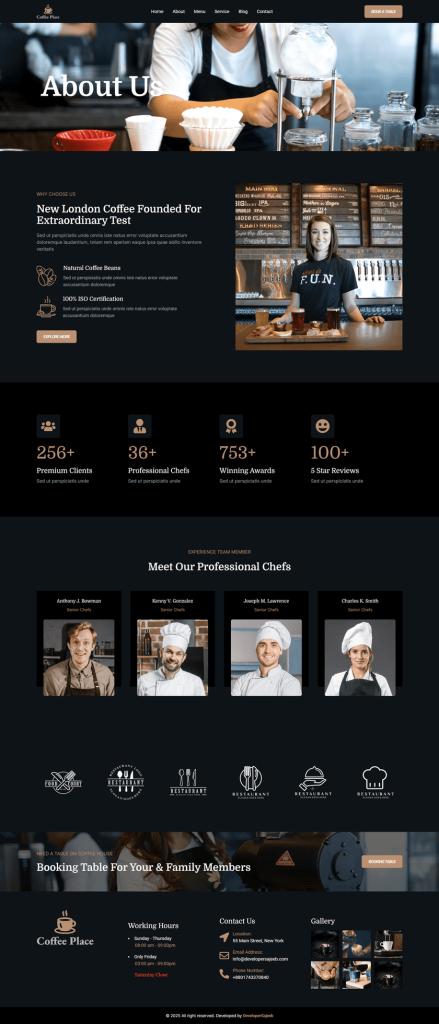 Coffee Place
Home About Menu Service Blog Contact
BOOK A TABLE
About Us
WHY CHOOSE US
New London Coffee Founded For
Extraordinary Test
Sed ut perspiciatis unde omnis iste natus error voluptate accusantium
doloremque laudantium, totam rem aperiam eaque ipsa quae abillo inventore
veritatis
Natural Coffee Beans
Sed ut perspiciatis unde omnis iste natus error voluptate
accusantium doloremque
100% ISO Certification
Sed ut perspiciatis unde omnis iste natus error voluptate
accusantium doloremque
EXPLORE MORE
F.U.N.
256+
Premium Clients
Sed ut perspiciatis unde
36+
Professional Chefs
Sed ut perspiciatis unde
753+
Winning Awards
Sed ut perspiciatis unde
100+
5 Star Reviews
Sed ut perspiciatis unde
EXPERIENCE TEAM MEMBER
Meet Our Professional Chefs
Anthony J. Bowman
Senior Chefs
Kenny V. Gonzalez
Senior Chefs
Joseph M. Lawrence
Senior Chefs
Charles K. Smith
Senior Chefs
RESTAURANT
RESTAURANT
RESTAURANT
RESTAURANT
RESTAURANT
NEED A TABLE ON COFFEE HOUSE
Booking Table For Your & Family Members
BOOKING TABLE
Coffee Place
Working Hours
Sunday - Thursday
08:00 am - 09:00pm
Only Friday
03:00 am - 09:00pm
Saturday Close
Contact Us
Location:
55 Main Street, New York
Email Address:
Phone Number:
+8801743370840
Gallery
© 2025 All right reserved. Developed by DeveloperSajeeb